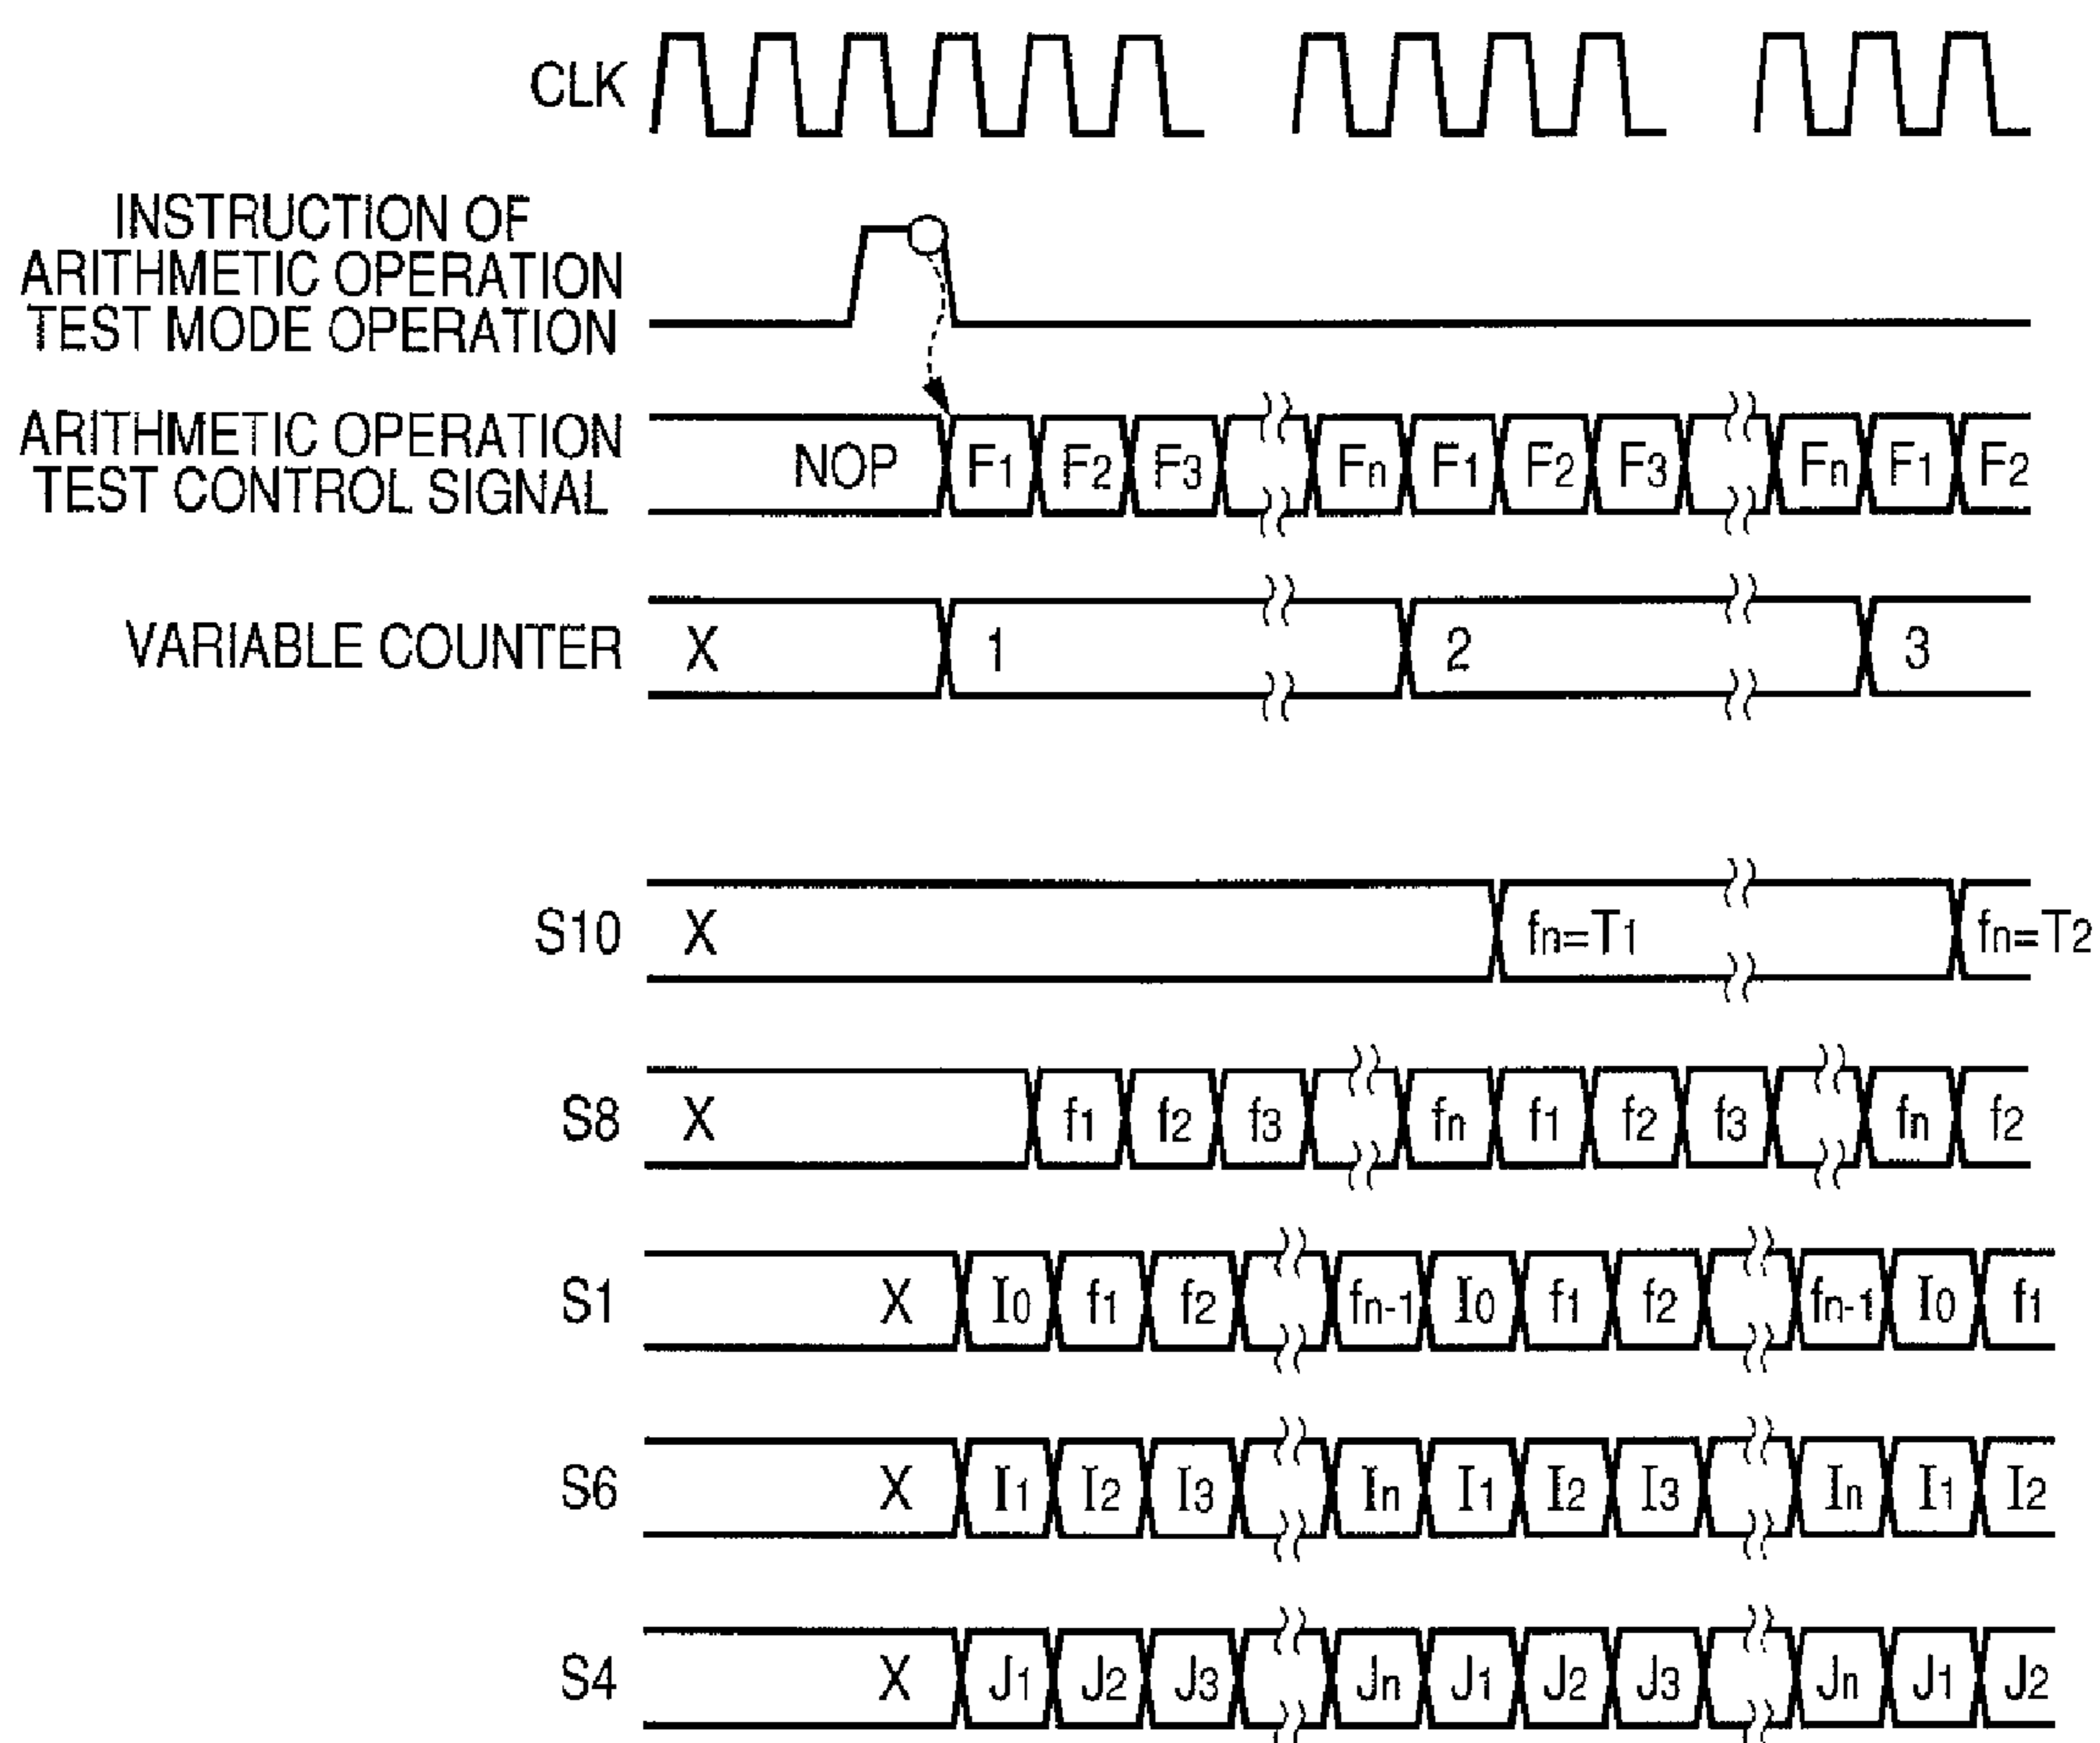 CLK
INSTRUCTION OF
ARITHMETIC OPERATION
TEST MODE OPERATION
ARITHMETIC OPERATION
TEST CONTROL SIGNAL
NOP F1 F2 F3 Fn F1 F2 F3 Fn F1 F2
VARIABLE COUNTER X 1 2 3
S10 X fn=T1 fn=T2
S8 X f1 f2 f3 fn f1 f2 f3 fn f2
S1 X I0 f1 f2 fn-1 I0 f1 f2 fn-1 I0 f1
S6 X I1 I2 I3 In I1 I2 I3 In I1 I2
S4 X J1 J2 J3 Jn J1 J2 J3 Jn J1 J2